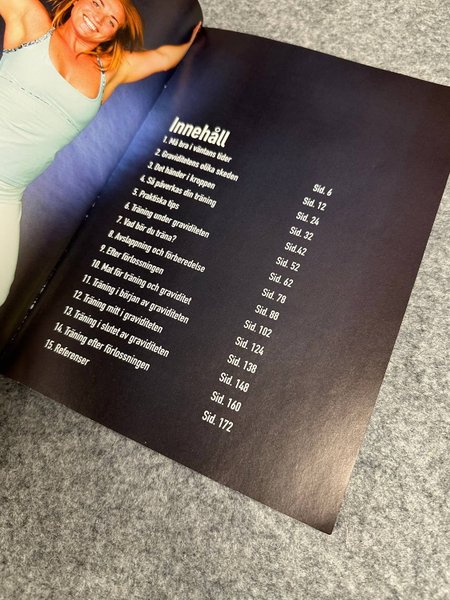 Innehåll
1. Må bra i väntans tider Sid. 6
2. Graviditetens olika skeden Sid. 12
3. Det händer i kroppen Sid. 24
4. Så påverkas din träning Sid. 32
5. Praktiska tips Sid.42
6. Träning under graviditeten Sid. 52
7. Vad bör du träna? Sid. 62
8. Avslappning och förberedelse Sid. 78
9. Efter förlossningen Sid. 88
10. Mat för träning och graviditet Sid. 102
11. Träning i början av graviditeten Sid. 124
12. Träning mitt i graviditeten Sid. 138
13. Träning i slutet av graviditeten Sid. 148
14. Träning efter förlossningen Sid. 160
15. Referenser Sid. 172